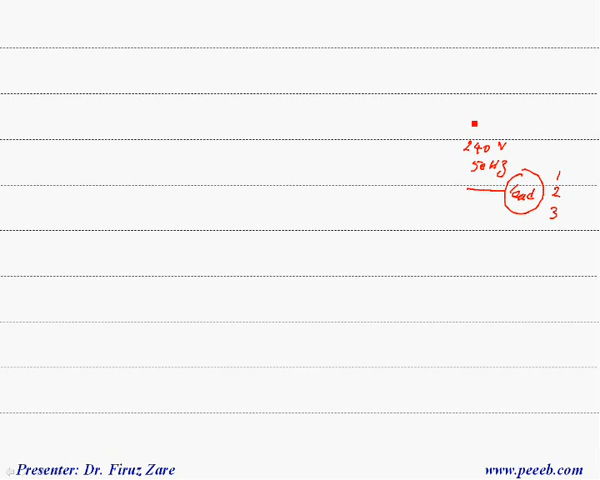 240 V
50 Hz
Load
1
2
3
Presenter: Dr. Firuz Zare
www.peeeb.com